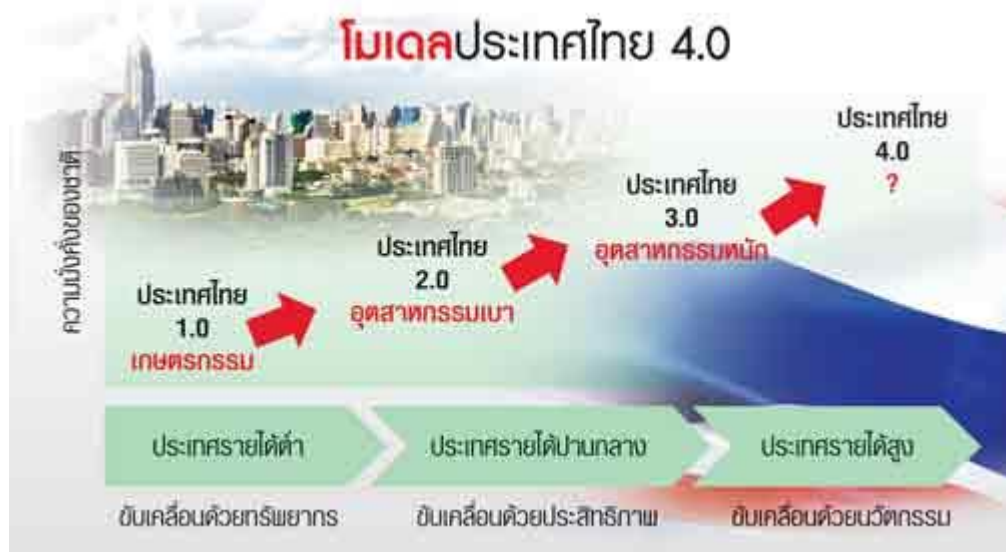 โมเดลประเทศไทย 4.0
ความมั่งคั่งของชาติ
ประเทศไทย
1.0
เกษตรกรรม
ประเทศไทย
2.0
อุตสาหกรรมเบา
ประเทศไทย
3.0
อุตสาหกรรมหนัก
ประเทศไทย
4.0
?
ประเทศรายได้ต่ำ
ประเทศรายได้ปานกลาง
ประเทศรายได้สูง
ขับเคลื่อนด้วยทรัพยากร
ขับเคลื่อนด้วยประสิทธิภาพ
ขับเคลื่อนด้วยนวัตกรรม